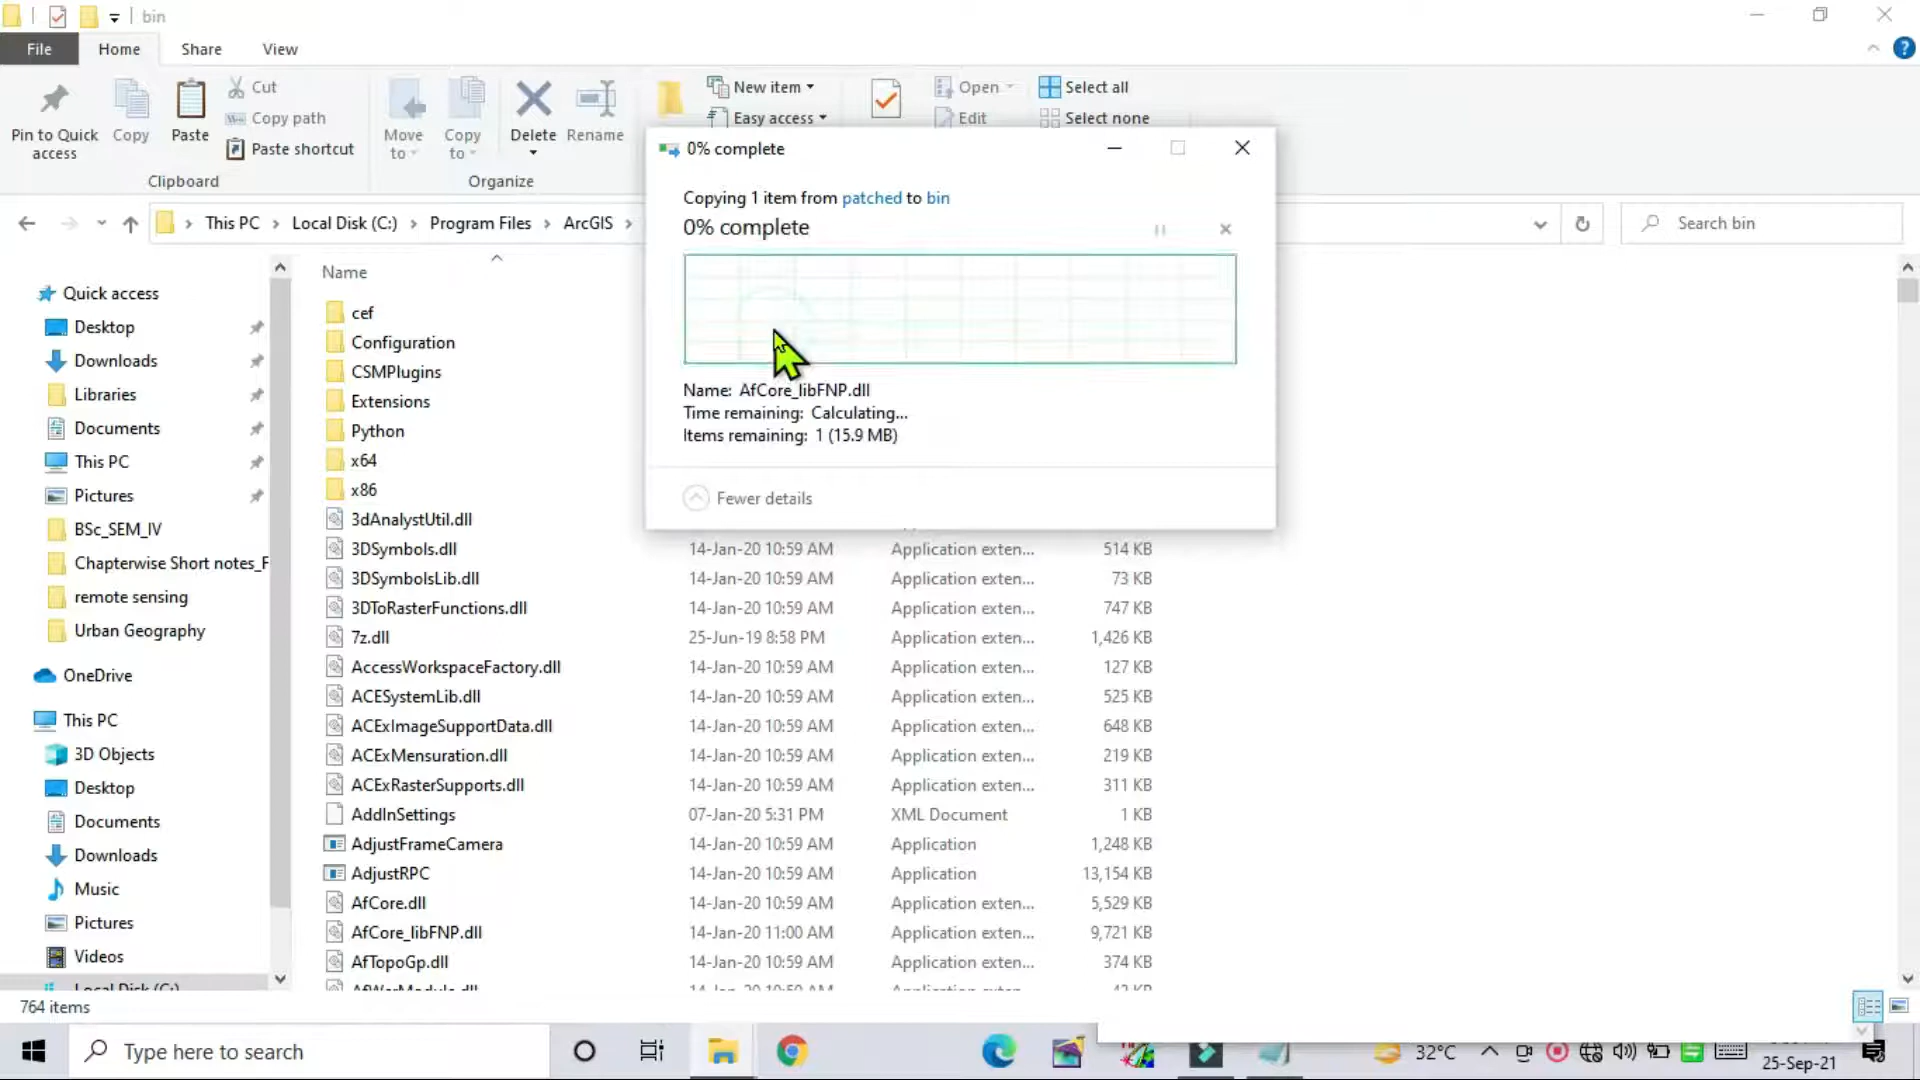 bin
File
Home
Share
View
Pin to Quick access
Copy
Paste
Cut
Copy path
Paste shortcut
Clipboard
Move to
Copy to
Delete
Rename
Organize
New item
Easy access
Open
Edit
Select all
Select none
This PC
Local Disk (C:)
Program Files
ArcGIS
Search bin
0% complete
Copying 1 item from patched to bin
0% complete
Name: AfCore_libFNP.dll
Time remaining: Calculating...
Items remaining: 1 (15.9 MB)
Fewer details
Quick access
Desktop
Downloads
Libraries
Documents
This PC
Pictures
BSc_SEM_IV
Chapterwise Short notes_F
remote sensing
Urban Geography
OneDrive
This PC
3D Objects
Desktop
Documents
Downloads
Music
Pictures
Videos
Local Disk (C:)
Name
cef
Configuration
CSMPlugins
Extensions
Python
x64
x86
3dAnalystUtil.dll
3DSymbols.dll 14-Jan-20 10:59 AM Application exten... 514 KB
3DSymbolsLib.dll 14-Jan-20 10:59 AM Application exten... 73 KB
3DToRasterFunctions.dll 14-Jan-20 10:59 AM Application exten... 747 KB
7z.dll 25-Jun-19 8:58 PM Application exten... 1,426 KB
AccessWorkspaceFactory.dll 14-Jan-20 10:59 AM Application exten... 127 KB
ACESystemLib.dll 14-Jan-20 10:59 AM Application exten... 525 KB
ACExImageSupportData.dll 14-Jan-20 10:59 AM Application exten... 648 KB
ACExMensuration.dll 14-Jan-20 10:59 AM Application exten... 219 KB
ACExRasterSupports.dll 14-Jan-20 10:59 AM Application exten... 311 KB
AddInSettings 07-Jan-20 5:31 PM XML Document 1 KB
AdjustFrameCamera 14-Jan-20 10:59 AM Application 1,248 KB
AdjustRPC 14-Jan-20 10:59 AM Application 13,154 KB
AfCore.dll 14-Jan-20 10:59 AM Application exten... 5,529 KB
AfCore_libFNP.dll 14-Jan-20 11:00 AM Application exten... 9,721 KB
AfTopoGp.dll 14-Jan-20 10:59 AM Application exten... 374 KB
764 items
Type here to search
32°C
25-Sep-21